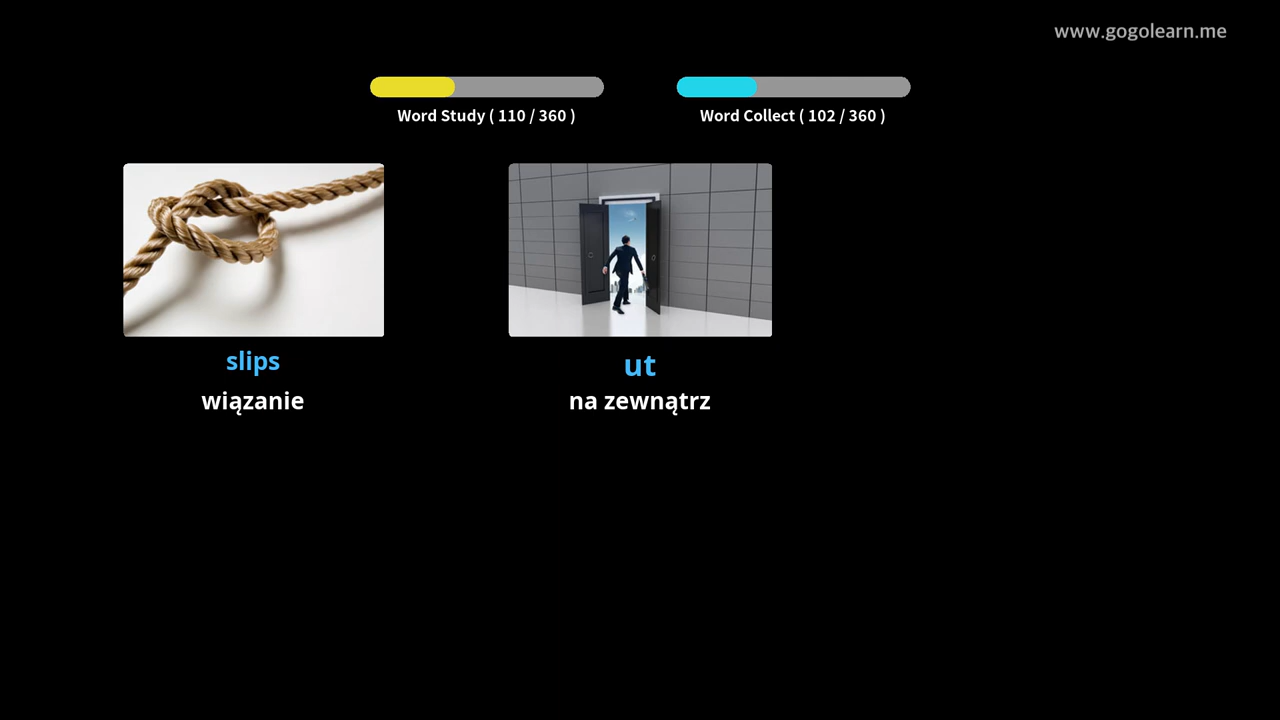 www.gogolearn.me
Word Study ( 110 / 360 )
Word Collect ( 102 / 360 )
slips
wiązanie
ut
na zewnątrz